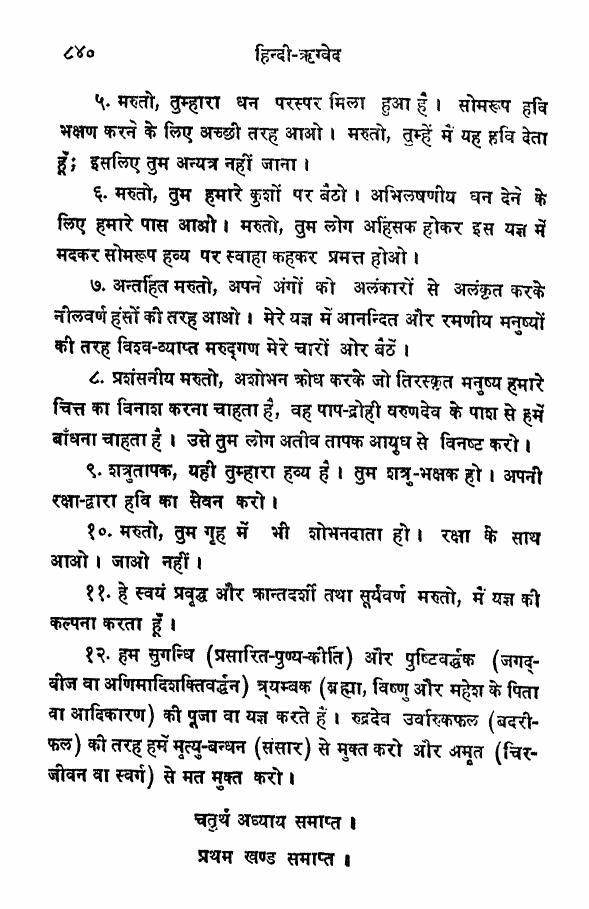 ८४० हिन्दी-ऋग्वेद
५. मरुतो, तुम्हारा धन परस्पर मिला हुआ है। सोमरूप हवि
भक्षण करने के लिए अच्छी तरह आओ। मरुतो, तुम्हें मैं यह हवि देता
हूँ; इसलिए तुम अन्यत्र नहीं जाना।
६. मरुतो, तुम हमारे कुशों पर बैठो। अभिलषणीय धन देने के
लिए हमारे पास आओ। मरुतो, तुम लोग अहिंसक होकर इस यज्ञ में
मदकर सोमरूप हव्य पर स्वाहा कहकर प्रमत्त होओ।
७. अन्तर्हित मरुतो, अपने अंगों को अलंकारों से अलंकृत करके
नीलवर्ण हंसों की तरह आओ। मेरे यज्ञ में आनन्दित और रमणीय मनुष्यों
की तरह विश्व-व्याप्त मरुद्गण मेरे चारों ओर बैठें।
८. प्रशंसनीय मरुतो, अशोभन क्रोध करके जो तिरस्कृत मनुष्य हमारे
चित्त का विनाश करना चाहता है, वह पाप-द्रोही वरुणदेव के पाश से हमें
बाँधना चाहता है। उसे तुम लोग अतीव तापक आयुध से विनष्ट करो।
९. शत्रुतापक, यही तुम्हारा हव्य है। तुम शत्रु-भक्षक हो। अपनी
रक्षा-द्वारा हवि का सेवन करो।
१०. मरुतो, तुम गृह में भी शोभनदाता हो। रक्षा के साथ
आओ। जाओ नहीं।
११. हे स्वयं प्रवृद्ध और क्रान्तदर्शी तथा सूर्यवर्ण मरुतो, मैं यज्ञ की
कल्पना करता हूँ।
१२. हम सुगन्धि (प्रसारित-पुण्य-कीर्ति) और पुष्टिवर्द्धक (जगद्-
बीज वा अणिमादिशक्तिवर्द्धन) त्र्यम्बक (ब्रह्मा, विष्णु और महेश के पिता
वा आदिकारण) की पूजा वा यज्ञ करते हैं। रुद्रदेव उर्वारुकफल (बदरी-
फल) की तरह हमें मृत्यु-बन्धन (संसार) से मुक्त करो और अमृत (चिर-
जीवन वा स्वर्ग) से मत मुक्त करो।
चतुर्थ अध्याय समाप्त।
प्रथम खण्ड समाप्त।